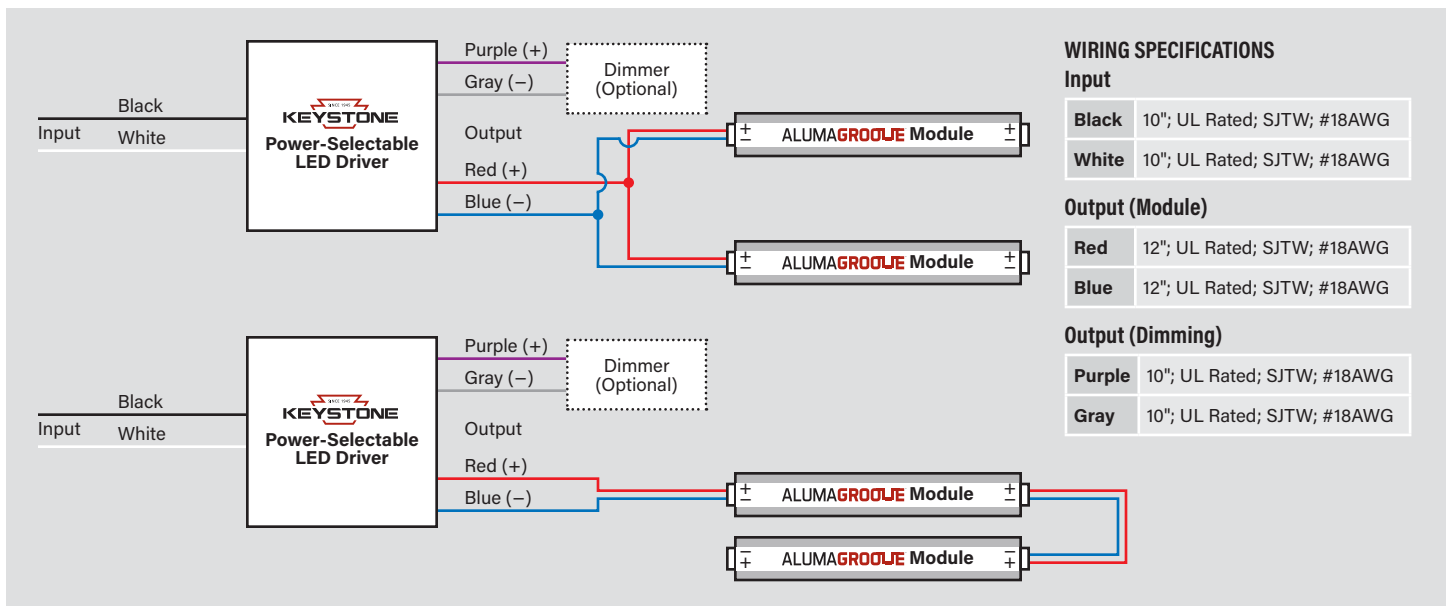 Input
Black
White
SINCE 1945
KEYSTONE
Power-Selectable
LED Driver
Purple (+)
Gray (−)
Dimmer
(Optional)
Output
Red (+)
Blue (−)
+
−
ALUMAGROOVE Module
+
−
+
−
ALUMAGROOVE Module
+
−
Input
Black
White
SINCE 1945
KEYSTONE
Power-Selectable
LED Driver
Purple (+)
Gray (−)
Dimmer
(Optional)
Output
Red (+)
Blue (−)
+
−
ALUMAGROOVE Module
+
−
−
+
ALUMAGROOVE Module
−
+
WIRING SPECIFICATIONS
Input
Black 10"; UL Rated; SJTW; #18AWG
White 10"; UL Rated; SJTW; #18AWG
Output (Module)
Red 12"; UL Rated; SJTW; #18AWG
Blue 12"; UL Rated; SJTW; #18AWG
Output (Dimming)
Purple 10"; UL Rated; SJTW; #18AWG
Gray 10"; UL Rated; SJTW; #18AWG